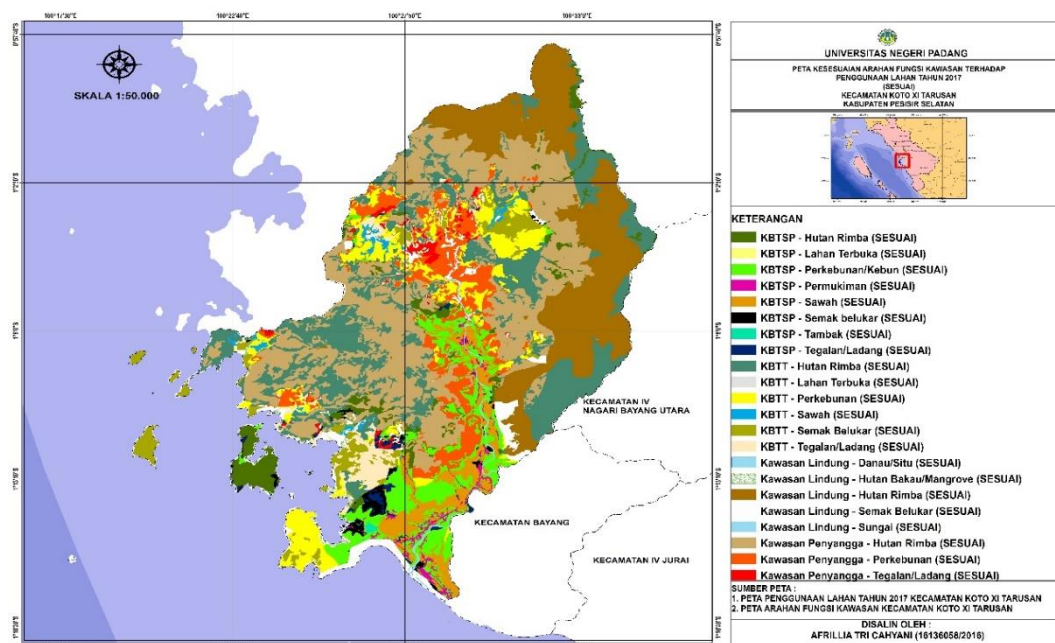 100°22'40"E
SKALA 1:50.000
KECAMATAN IV
NAGARI BAYANG UTARA
KECAMATAN BAYANG
KECAMATAN IV JURAI
UNIVERSITAS NEGERI PADANG
PETA KESESUAIAN ARAHAN FUNGSI KAWASAN TERHADAP
PENGGUNAAN LAHAN TAHUN 2017
(SESUAI)
KECAMATAN KOTO XI TARUSAN
KABUPATEN PESISIR SELATAN
KETERANGAN
KBTSP - Hutan Rimba (SESUAI)
KBTSP - Lahan Terbuka (SESUAI)
KBTSP - Perkebunan/Kebun (SESUAI)
KBTSP - Permukiman (SESUAI)
KBTSP - Sawah (SESUAI)
KBTSP - Semak belukar (SESUAI)
KBTSP - Tambak (SESUAI)
KBTSP - Tegalan/Ladang (SESUAI)
KBTT - Hutan Rimba (SESUAI)
KBTT - Lahan Terbuka (SESUAI)
KBTT - Perkebunan (SESUAI)
KBTT - Sawah (SESUAI)
KBTT - Semak Belukar (SESUAI)
KBTT - Tegalan/Ladang (SESUAI)
Kawasan Lindung - Danau/Situ (SESUAI)
Kawasan Lindung - Hutan Bakau/Mangrove (SESUAI)
Kawasan Lindung - Hutan Rimba (SESUAI)
Kawasan Lindung - Semak Belukar (SESUAI)
Kawasan Lindung - Sungai (SESUAI)
Kawasan Penyangga - Hutan Rimba (SESUAI)
Kawasan Penyangga - Perkebunan (SESUAI)
Kawasan Penyangga - Tegalan/Ladang (SESUAI)
SUMBER PETA :
1. PETA PENGGUNAAN LAHAN TAHUN 2017 KECAMATAN KOTO XI TARUSAN
2. PETA ARAHAN FUNGSI KAWASAN KECAMATAN KOTO XI TARUSAN
DISALIN OLEH :
AFRILLIA TRI CAHYANI (16136058/2016)